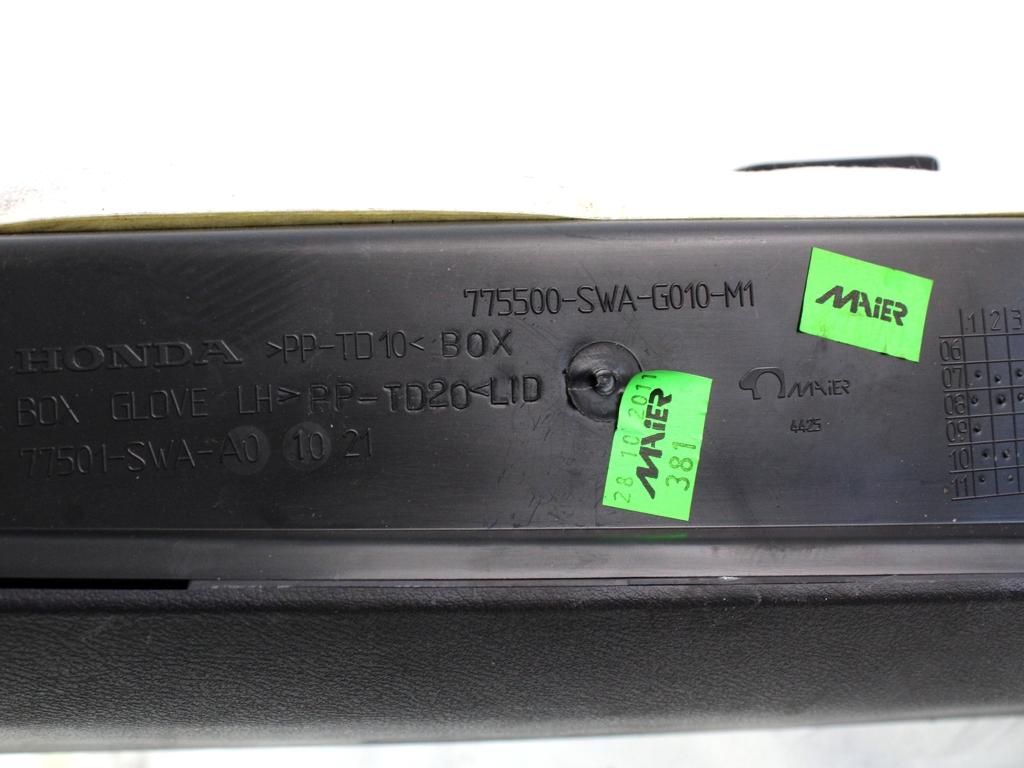 775500-SWA-G010-M1
HONDA >PP-TD10< BOX
BOX GLOVE LH >PP-TD20< LID
77501-SWA-A0 10 21
MAIER
28 10 2011
MAIER
381
MAIER
4425
1 2 3
06
07
08
09
10
11